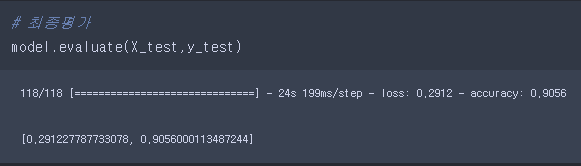 # 최종평가
model.evaluate(X_test,y_test)
118/118 [==============================] - 24s 199ms/step - loss: 0.2912 - accuracy: 0.9056
[0.291227787733078, 0.9056000113487244]